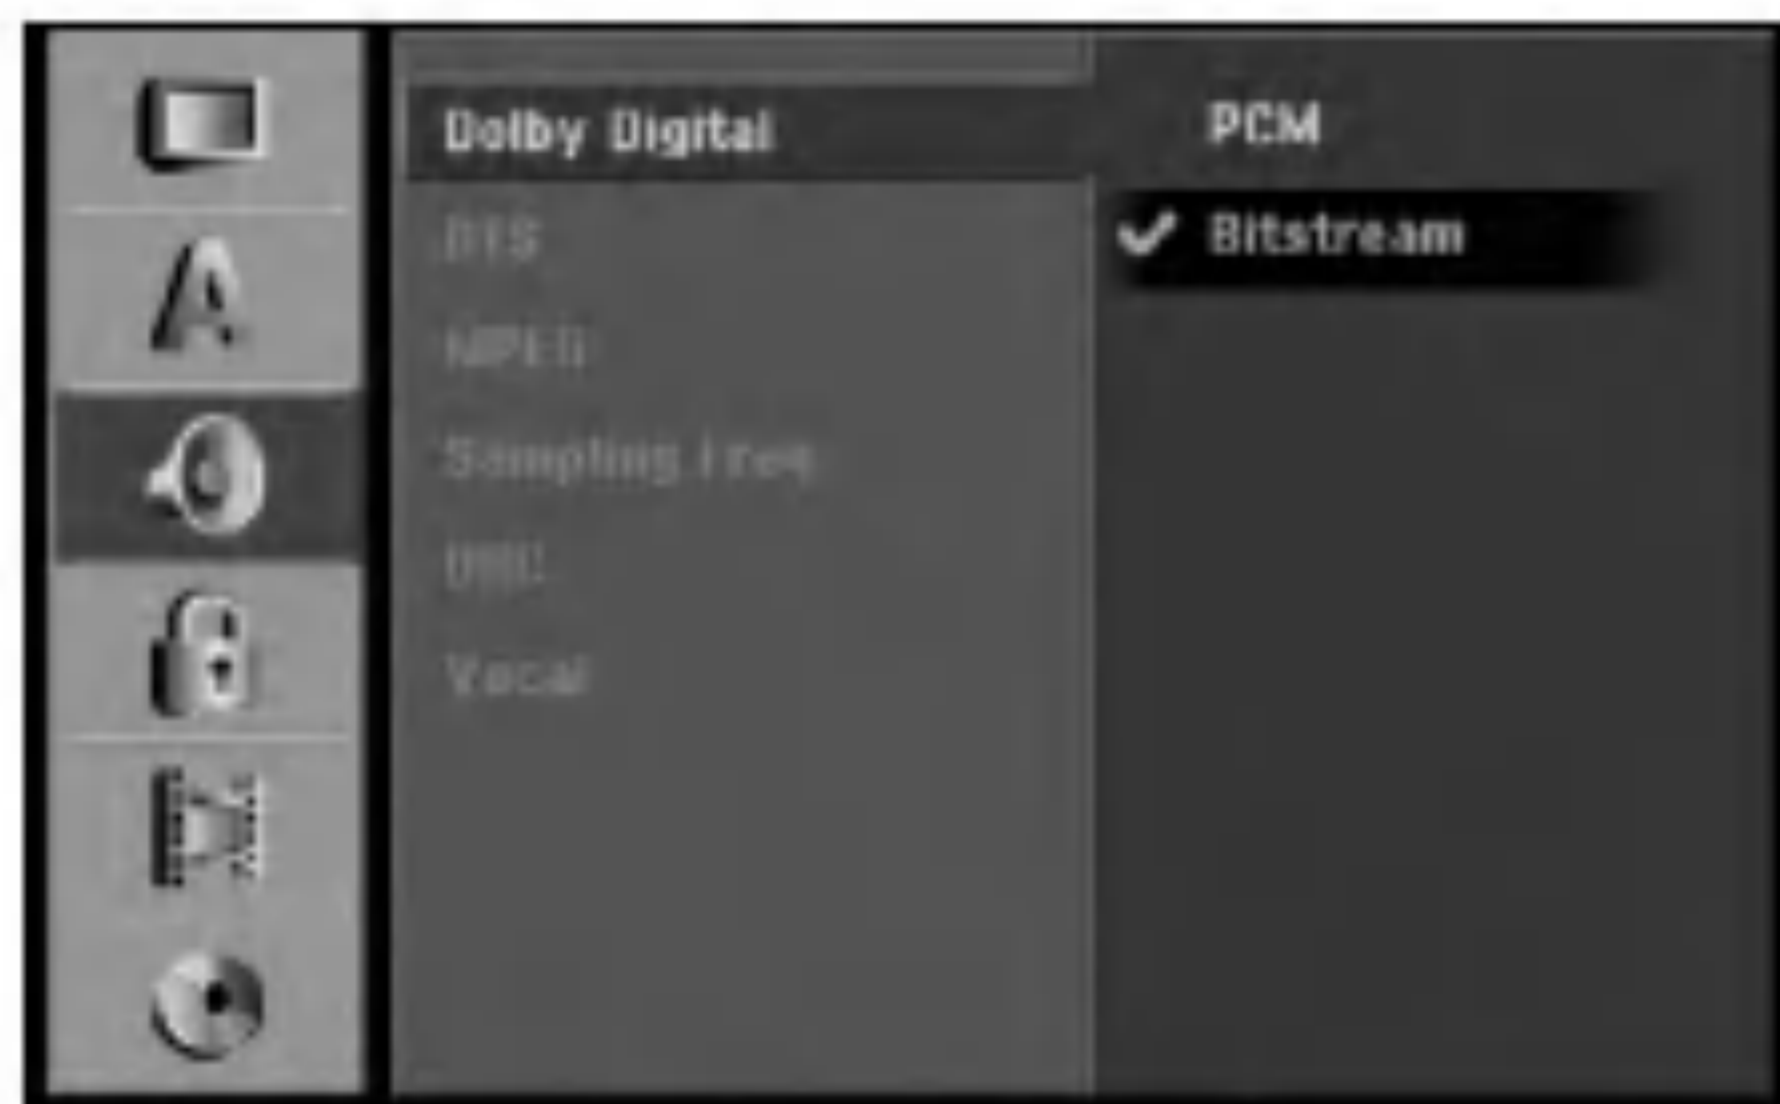 Dolby Digital
PCM
Bitstream
DTS
MPEG
Sampling Freq
DRC
Vocal